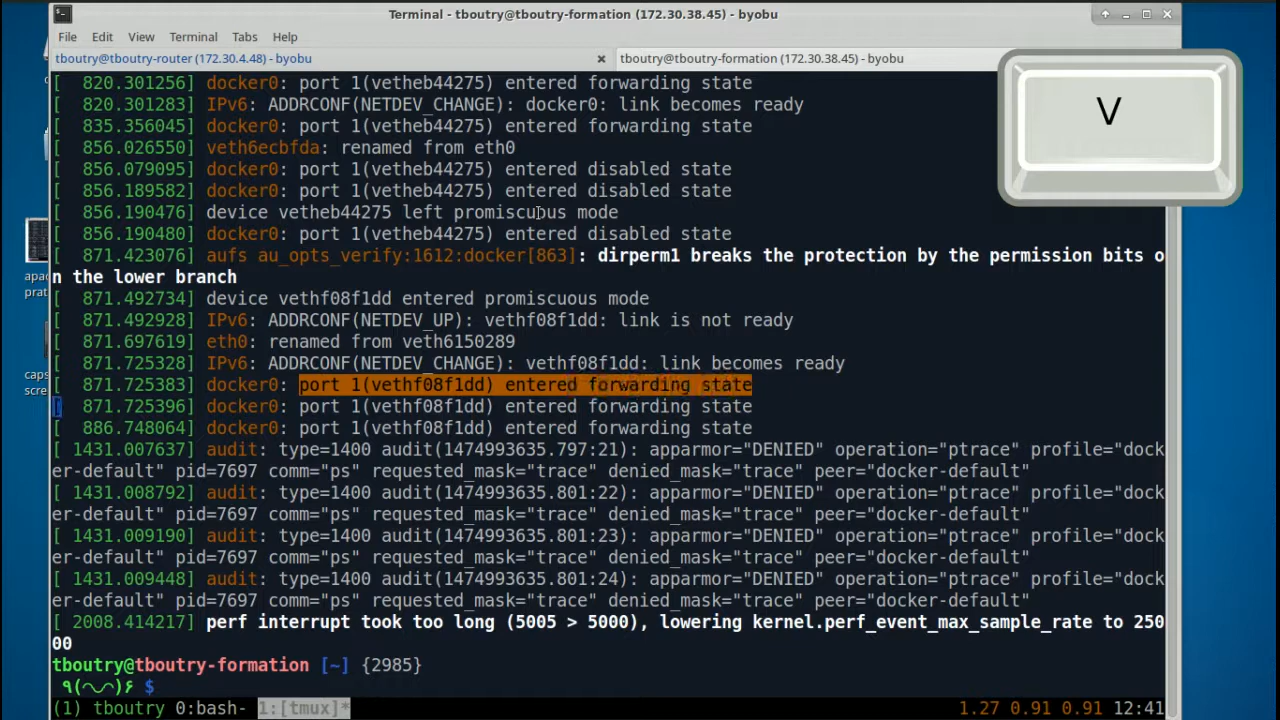 Terminal - tboutry@tboutry-formation (172.30.38.45) - byobu
File Edit View Terminal Tabs Help
tboutry@tboutry-router (172.30.4.48) - byobu tboutry@tboutry-formation (172.30.38.45) - byobu
V
[  820.301256] docker0: port 1(vetheb44275) entered forwarding state
[  820.301283] IPv6: ADDRCONF(NETDEV_CHANGE): docker0: link becomes ready
[  835.356045] docker0: port 1(vetheb44275) entered forwarding state
[  856.026550] veth6ecbfda: renamed from eth0
[  856.079095] docker0: port 1(vetheb44275) entered disabled state
[  856.189582] docker0: port 1(vetheb44275) entered disabled state
[  856.190476] device vetheb44275 left promiscuous mode
[  856.190480] docker0: port 1(vetheb44275) entered disabled state
[  871.423076] aufs au_opts_verify:1612:docker[863]: dirperm1 breaks the protection by the permission bits o
n the lower branch
[  871.492734] device vethf08f1dd entered promiscuous mode
[  871.492928] IPv6: ADDRCONF(NETDEV_UP): vethf08f1dd: link is not ready
[  871.697619] eth0: renamed from veth6150289
[  871.725328] IPv6: ADDRCONF(NETDEV_CHANGE): vethf08f1dd: link becomes ready
[  871.725383] docker0: port 1(vethf08f1dd) entered forwarding state
[  871.725396] docker0: port 1(vethf08f1dd) entered forwarding state
[  886.748064] docker0: port 1(vethf08f1dd) entered forwarding state
[ 1431.007637] audit: type=1400 audit(1474993635.797:21): apparmor="DENIED" operation="ptrace" profile="dock
er-default" pid=7697 comm="ps" requested_mask="trace" denied_mask="trace" peer="docker-default"
[ 1431.008792] audit: type=1400 audit(1474993635.801:22): apparmor="DENIED" operation="ptrace" profile="dock
er-default" pid=7697 comm="ps" requested_mask="trace" denied_mask="trace" peer="docker-default"
[ 1431.009190] audit: type=1400 audit(1474993635.801:23): apparmor="DENIED" operation="ptrace" profile="dock
er-default" pid=7697 comm="ps" requested_mask="trace" denied_mask="trace" peer="docker-default"
[ 1431.009448] audit: type=1400 audit(1474993635.801:24): apparmor="DENIED" operation="ptrace" profile="dock
er-default" pid=7697 comm="ps" requested_mask="trace" denied_mask="trace" peer="docker-default"
[ 2008.414217] perf interrupt took too long (5005 > 5000), lowering kernel.perf_event_max_sample_rate to 250
00
tboutry@tboutry-formation [~] {2985}
٩(◡◡)۶ $
(1) tboutry 0:bash- 1:[tmux]* 1.27 0.91 0.91 12:41
apac
prat
caps
scre